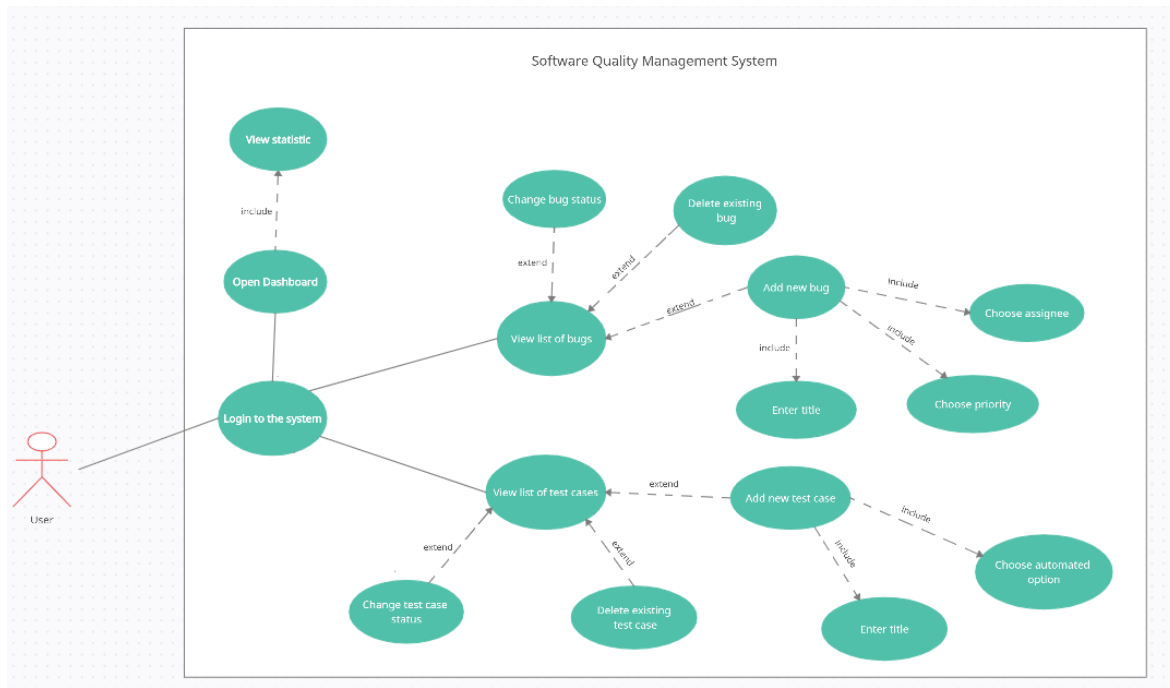 Software Quality Management System
View statistic
include
Open Dashboard
Login to the system
User
Change bug status
Delete existing
bug
extend
extend
View list of bugs
extend
Add new bug
include
Choose assignee
include
Choose priority
include
Enter title
View list of test cases
extend
Add new test case
include
Choose automated
option
include
Enter title
extend
Change test case
status
extend
Delete existing
test case